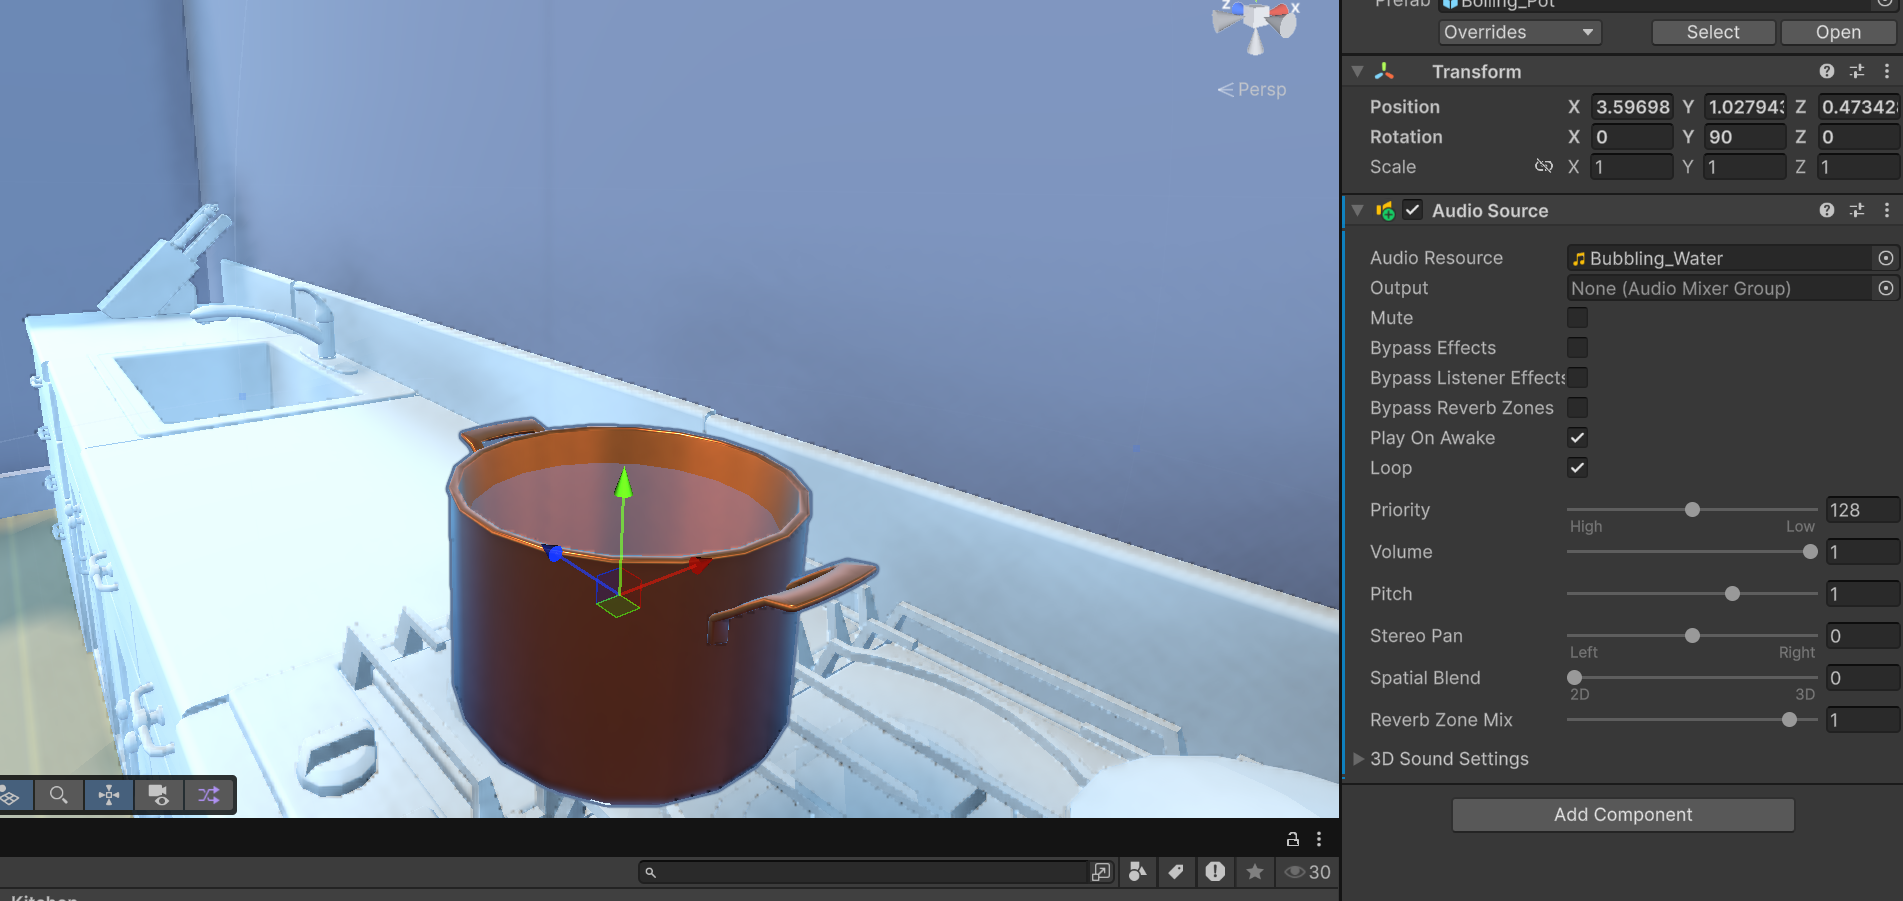 Prefab Boiling_Pot
Overrides Select Open
Z X
Persp
Transform
Position X 3.59698 Y 1.02794 Z 0.47342
Rotation X 0 Y 90 Z 0
Scale X 1 Y 1 Z 1
Audio Source
Audio Resource Bubbling_Water
Output None (Audio Mixer Group)
Mute
Bypass Effects
Bypass Listener Effects
Bypass Reverb Zones
Play On Awake
Loop
Priority 128
High Low
Volume 1
Pitch 1
Stereo Pan 0
Left Right
Spatial Blend 0
2D 3D
Reverb Zone Mix 1
3D Sound Settings
Add Component
30
Kitchen